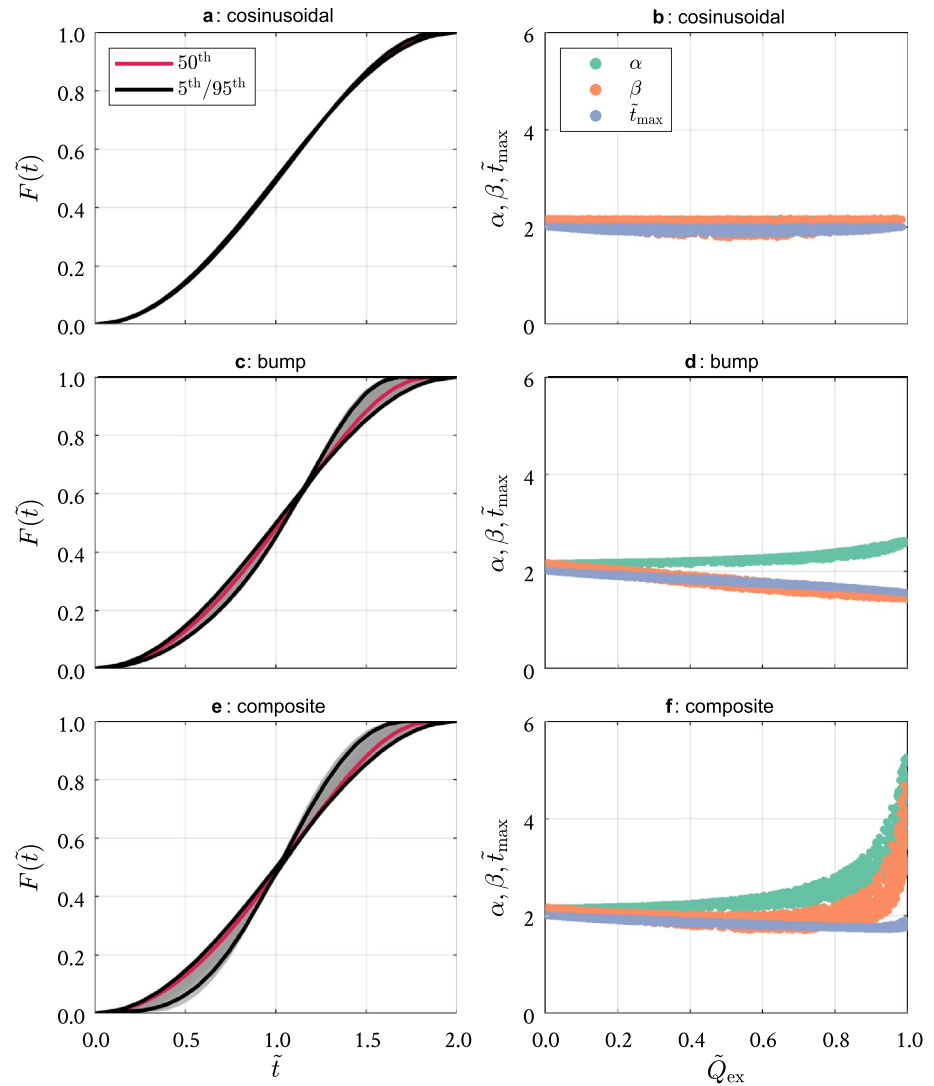 a: cosinusoidal
1.0
0.8
0.6
0.4
0.2
0.0
F(t̃)
50th
5th/95th
b: cosinusoidal
6
4
2
0
α, β, t̃max
α
β
t̃max
c: bump
1.0
0.8
0.6
0.4
0.2
0.0
F(t̃)
d: bump
6
4
2
0
α, β, t̃max
e: composite
1.0
0.8
0.6
0.4
0.2
0.0
F(t̃)
0.0 0.5 1.0 1.5 2.0
t̃
f: composite
6
4
2
0
α, β, t̃max
0.0 0.2 0.4 0.6 0.8 1.0
Q̃ex